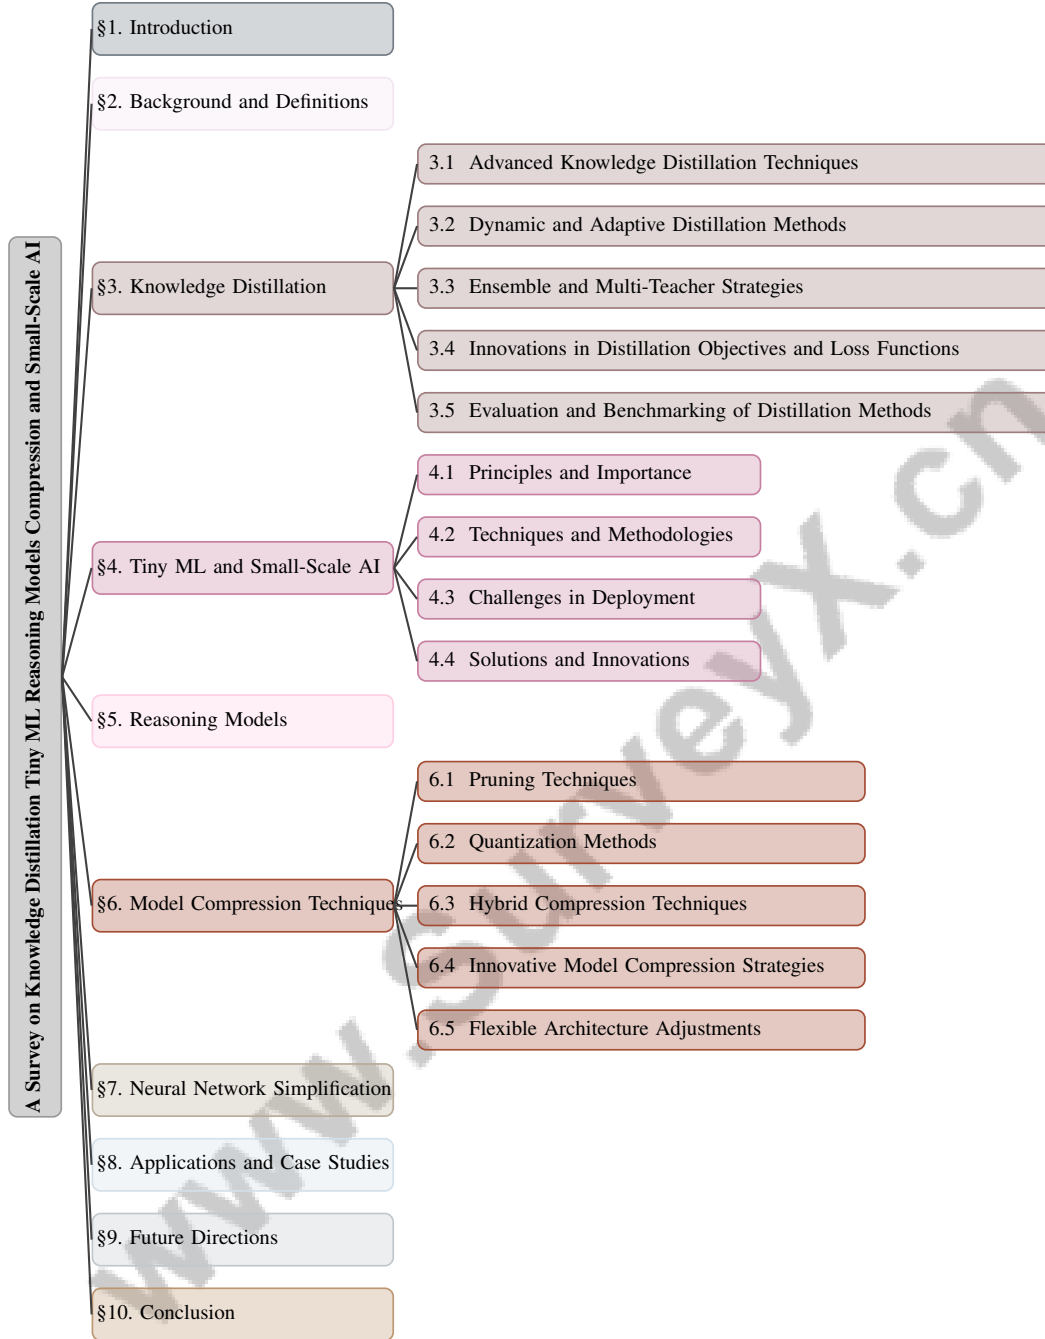 A Survey on Knowledge Distillation Tiny ML Reasoning Models Compression and Small-Scale AI
§1. Introduction
§2. Background and Definitions
§3. Knowledge Distillation
3.1 Advanced Knowledge Distillation Techniques
3.2 Dynamic and Adaptive Distillation Methods
3.3 Ensemble and Multi-Teacher Strategies
3.4 Innovations in Distillation Objectives and Loss Functions
3.5 Evaluation and Benchmarking of Distillation Methods
§4. Tiny ML and Small-Scale AI
4.1 Principles and Importance
4.2 Techniques and Methodologies
4.3 Challenges in Deployment
4.4 Solutions and Innovations
§5. Reasoning Models
§6. Model Compression Techniques
6.1 Pruning Techniques
6.2 Quantization Methods
6.3 Hybrid Compression Techniques
6.4 Innovative Model Compression Strategies
6.5 Flexible Architecture Adjustments
§7. Neural Network Simplification
§8. Applications and Case Studies
§9. Future Directions
§10. Conclusion
www.Surveyx.cn